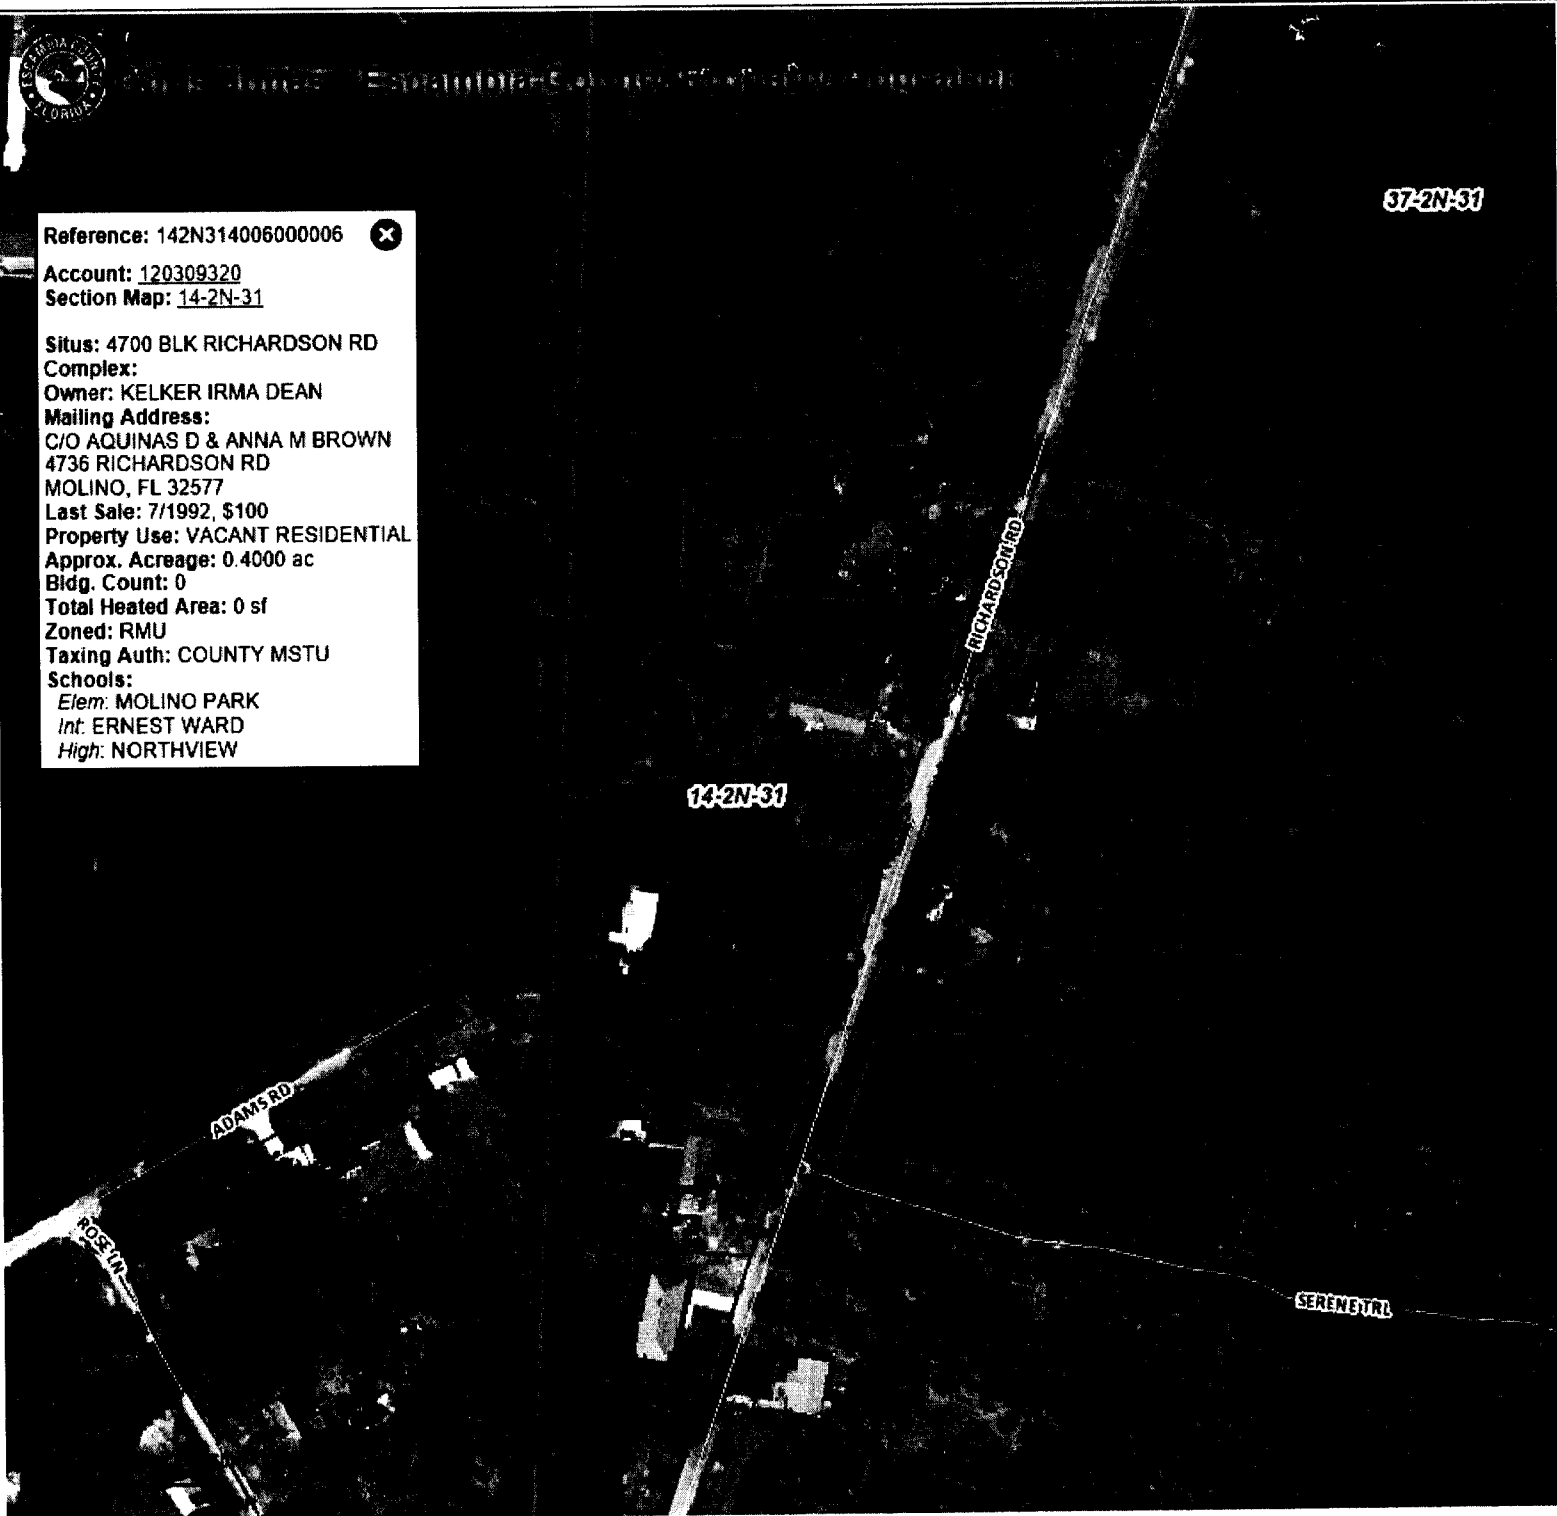 ESCAMBIA COUNTY
FLORIDA
Escambia
37-2N-31
Reference: 142N314006000006
Account: 120309320
Section Map: 14-2N-31
Situs: 4700 BLK RICHARDSON RD
Complex:
Owner: KELKER IRMA DEAN
Mailing Address:
C/O AQUINAS D & ANNA M BROWN
4736 RICHARDSON RD
MOLINO, FL 32577
Last Sale: 7/1992, $100
Property Use: VACANT RESIDENTIAL
Approx. Acreage: 0.4000 ac
Bldg. Count: 0
Total Heated Area: 0 sf
Zoned: RMU
Taxing Auth: COUNTY MSTU
Schools:
Elem: MOLINO PARK
Int: ERNEST WARD
High: NORTHVIEW
RICHARDSON RD
14-2N-31
ADAMS RD
ROSE LN
SERENE TRL